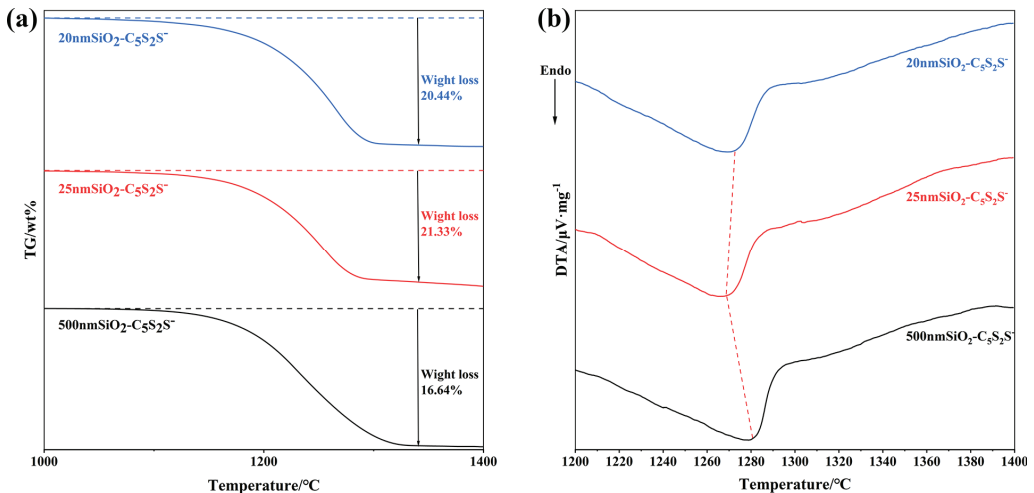 (a)
20nmSiO₂-C₅S₂S⁻
Wight loss
20.44%
25nmSiO₂-C₅S₂S⁻
Wight loss
21.33%
500nmSiO₂-C₅S₂S⁻
Wight loss
16.64%
TG/wt%
1000
1200
1400
Temperature/°C
(b)
Endo
20nmSiO₂-C₅S₂S⁻
25nmSiO₂-C₅S₂S⁻
500nmSiO₂-C₅S₂S⁻
DTA/μV·mg⁻¹
1200
1220
1240
1260
1280
1300
1320
1340
1360
1380
1400
Temperature/°C